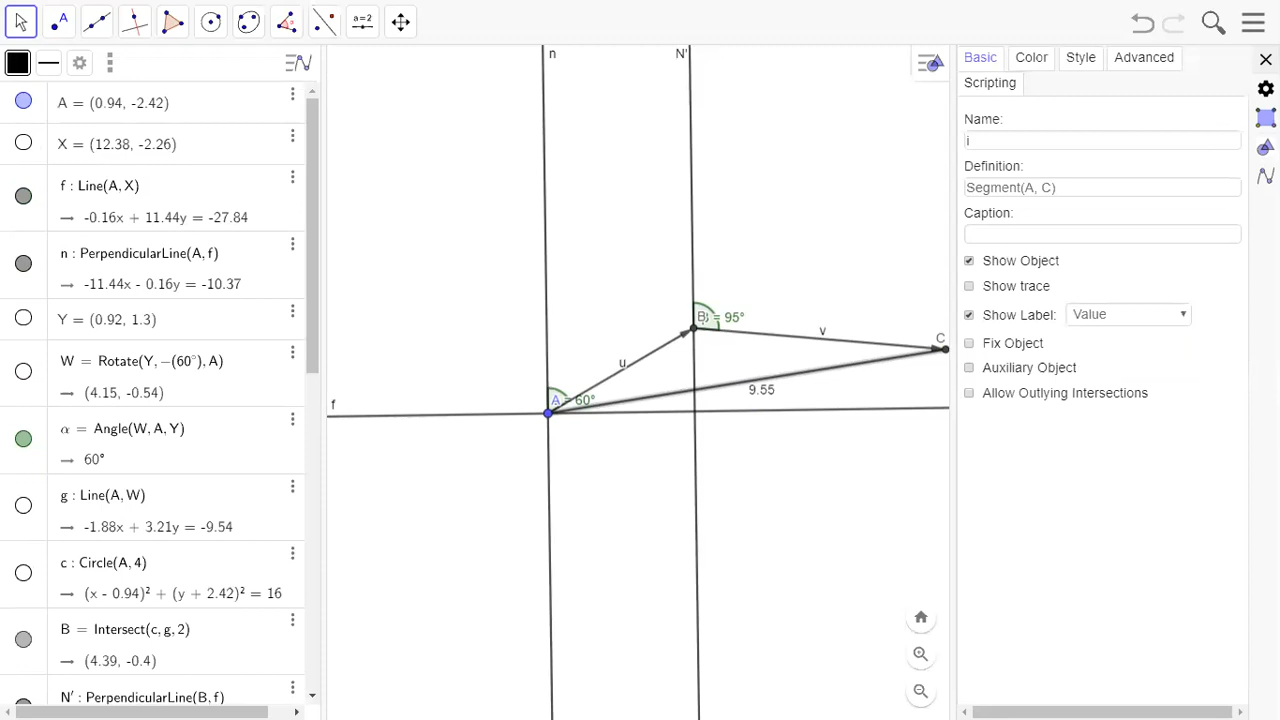 a=2
Basic
Color
Style
Advanced
Scripting
Name:
i
Definition:
Segment(A, C)
Caption:
Show Object
Show trace
Show Label:
Value
Fix Object
Auxiliary Object
Allow Outlying Intersections
A = (0.94, -2.42)
X = (12.38, -2.26)
f : Line(A, X)
→ -0.16x + 11.44y = -27.84
n : PerpendicularLine(A, f)
→ -11.44x - 0.16y = -10.37
Y = (0.92, 1.3)
W = Rotate(Y, -(60°), A)
→ (4.15, -0.54)
α = Angle(W, A, Y)
→ 60°
g : Line(A, W)
→ -1.88x + 3.21y = -9.54
c : Circle(A, 4)
→ (x - 0.94)² + (y + 2.42)² = 16
B = Intersect(c, g, 2)
→ (4.39, -0.4)
N' : PerpendicularLine(B, f)
n
N'
B
= 95°
v
C
u
9.55
A
= 60°
f